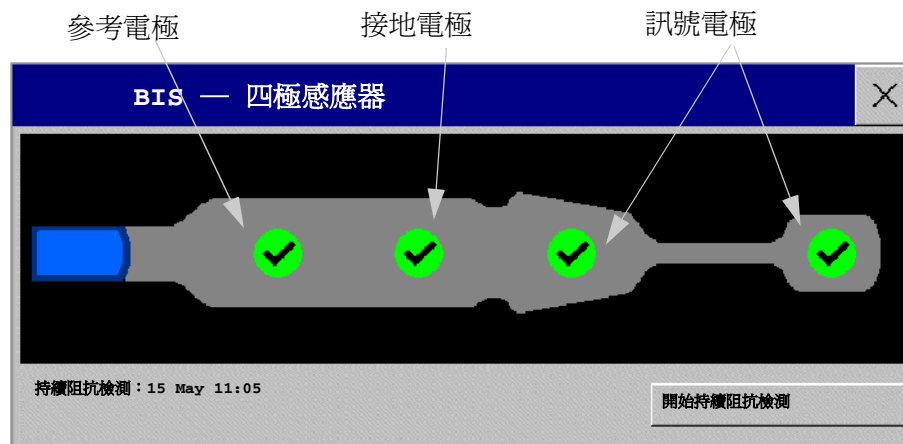 參考電極
接地電極
訊號電極
BIS — 四極感應器
持續阻抗檢測：15 May 11:05
開始持續阻抗檢測